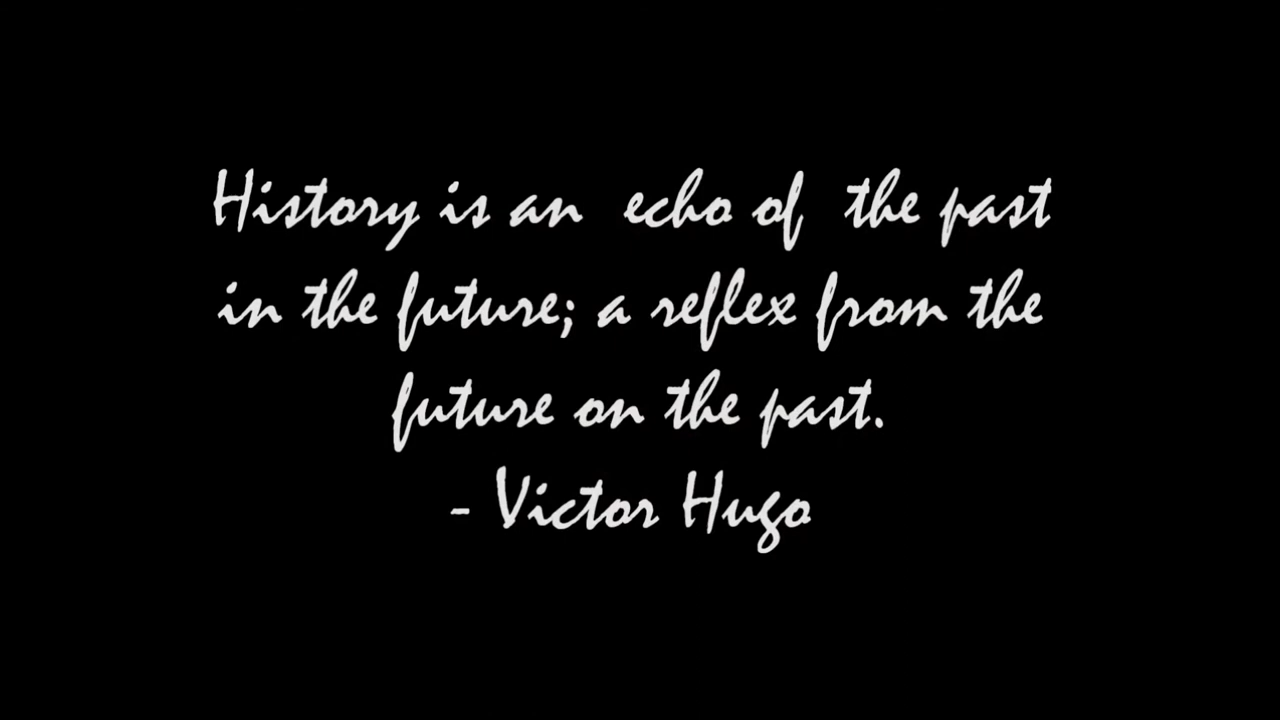 History is an echo of the past
in the future; a reflex from the
future on the past.
- Victor Hugo